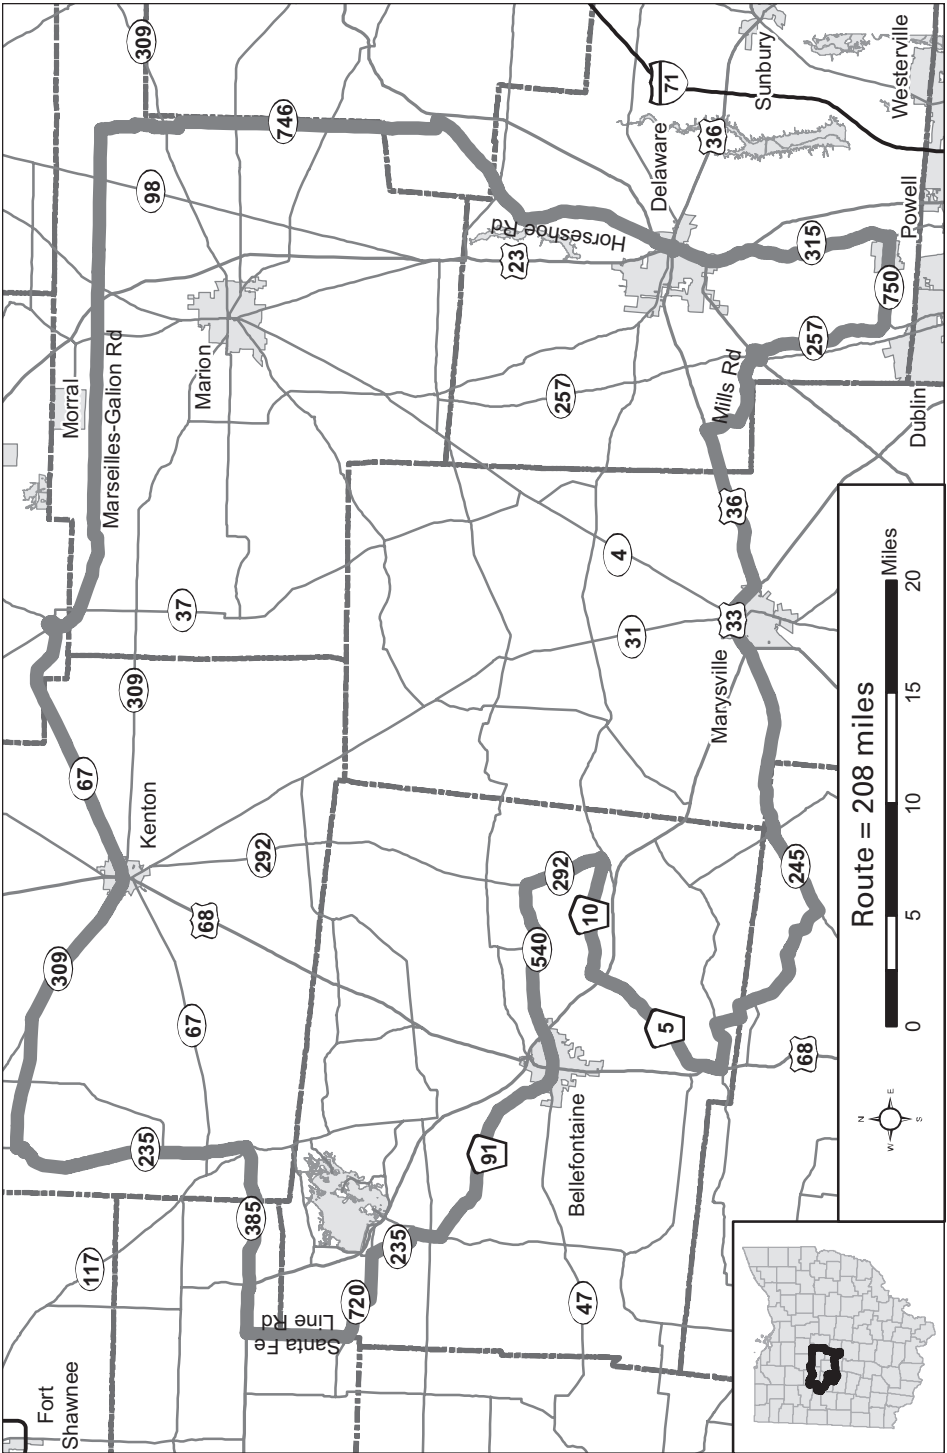 Fort
Shawnee
117
235
309
67
309
Kenton
67
68
292
309
37
Morral
Marseilles-Galion Rd
Marion
98
309
746
385
Santa Fe
Line Rd
720
235
91
Bellefontaine
47
540
292
10
5
68
245
31
4
33
Marysville
36
257
23
Horseshoe Rd
Delaware
36
71
Sunbury
Mills Rd
257
315
750
Powell
Dublin
Westerville
Route = 208 miles
0
5
10
15
20
Miles
N
W
E
S